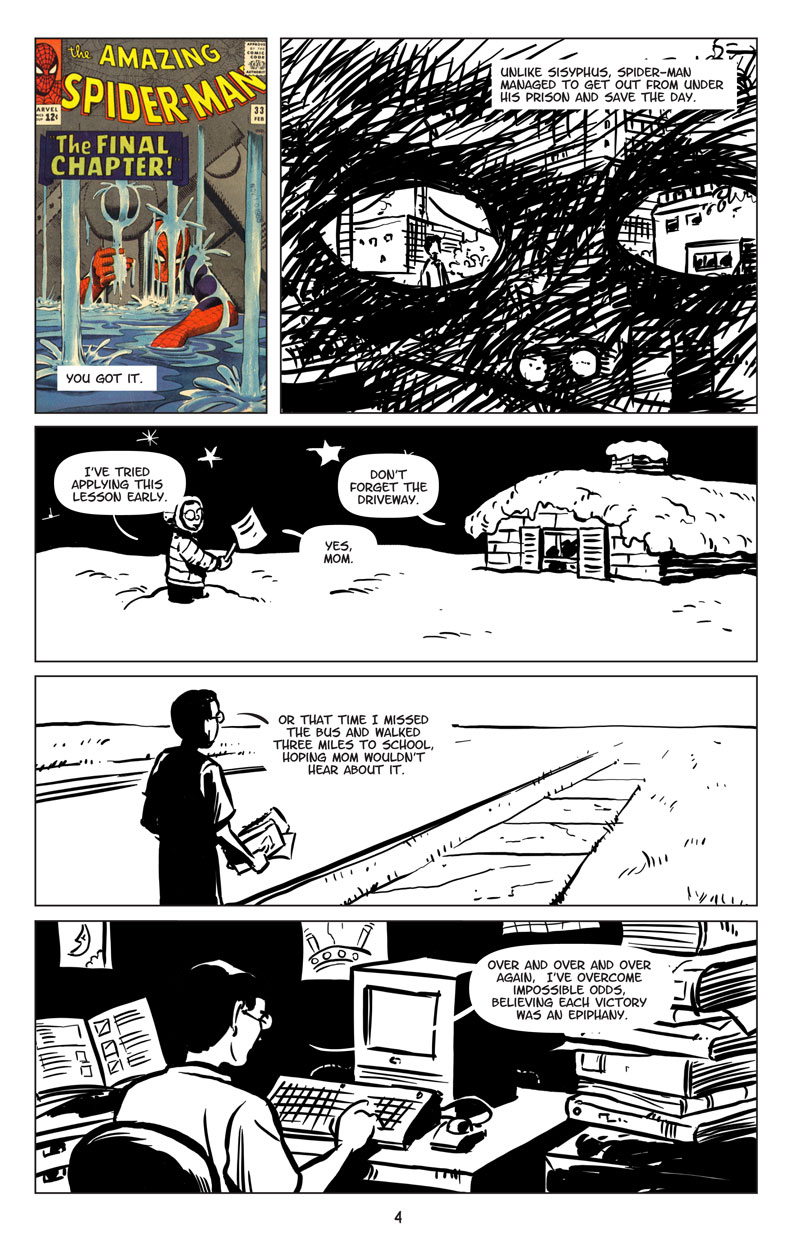 the AMAZING
SPIDER-MAN
APPROVED
BY THE
COMICS
CODE
AUTHORITY
MARVEL
12¢
33
FEB
"The FINAL
CHAPTER!
YOU GOT IT.
UNLIKE SISYPHUS, SPIDER-MAN
MANAGED TO GET OUT FROM UNDER
HIS PRISON AND SAVE THE DAY.
I'VE TRIED
APPLYING THIS
LESSON EARLY.
DON'T
FORGET THE
DRIVEWAY.
YES,
MOM.
OR THAT TIME I MISSED
THE BUS AND WALKED
THREE MILES TO SCHOOL,
HOPING MOM WOULDN'T
HEAR ABOUT IT.
OVER AND OVER AND OVER
AGAIN, I'VE OVERCOME
IMPOSSIBLE ODDS,
BELIEVING EACH VICTORY
WAS AN EPIPHANY.
4